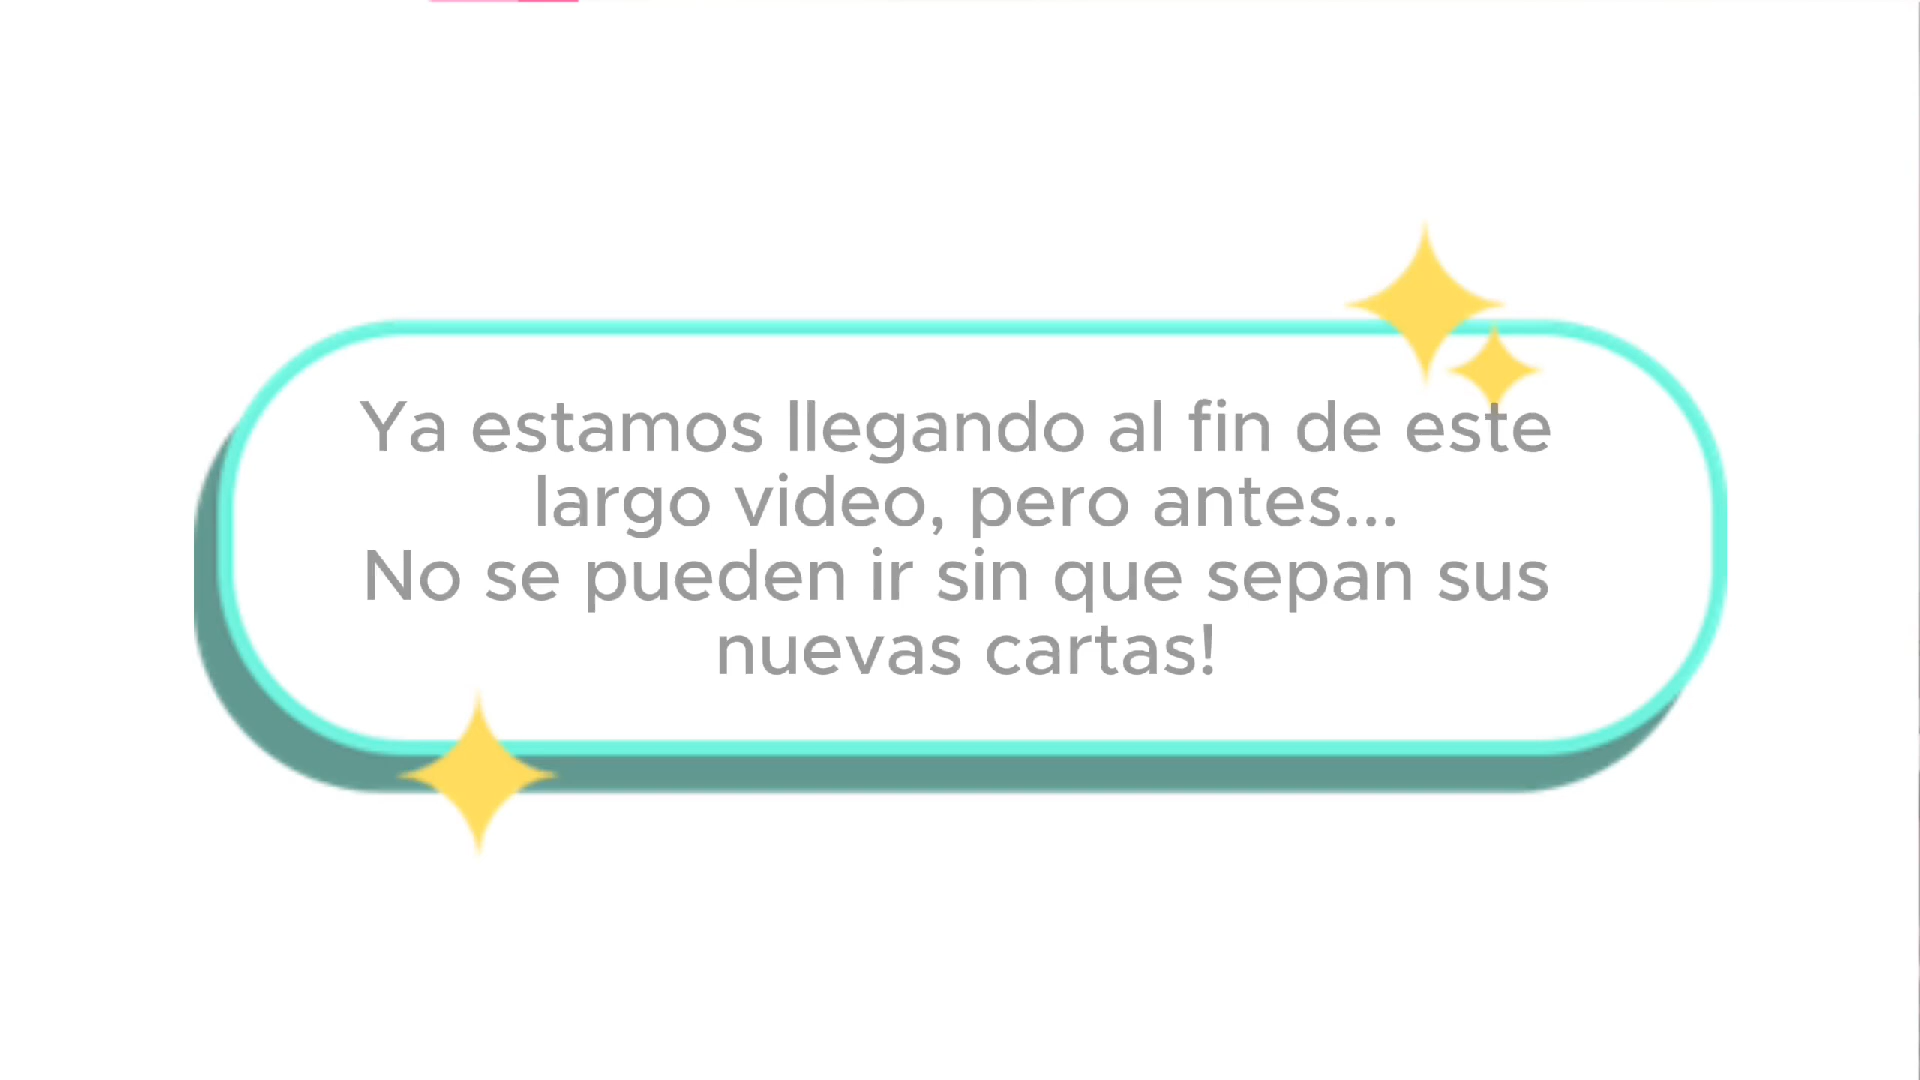 Ya estamos llegando al fin de este
largo video, pero antes...
No se pueden ir sin que sepan sus
nuevas cartas!